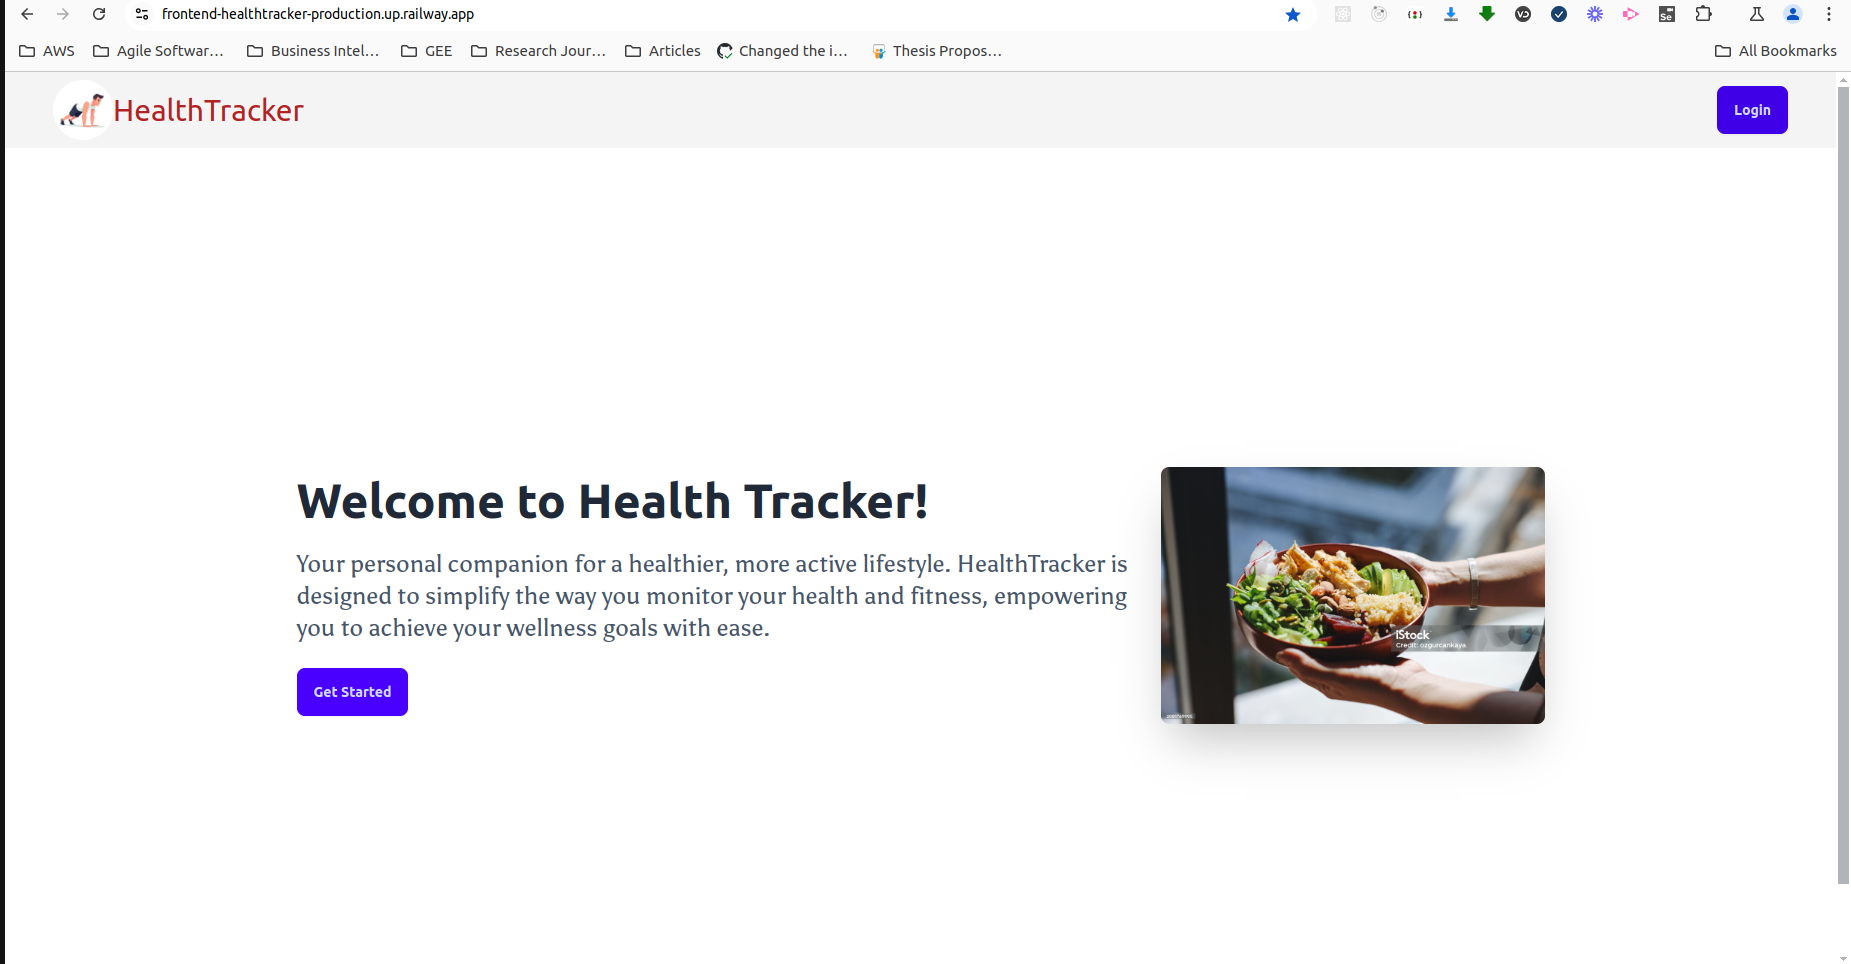 frontend-healthtracker-production.up.railway.app
AWS Agile Softwar... Business Intel... GEE Research Jour... Articles Changed the i... Thesis Propos... All Bookmarks
HealthTracker Login
Welcome to Health Tracker!
Your personal companion for a healthier, more active lifestyle. HealthTracker is
designed to simplify the way you monitor your health and fitness, empowering
you to achieve your wellness goals with ease.
iStock
Credit: ozgurcankaya
Get Started